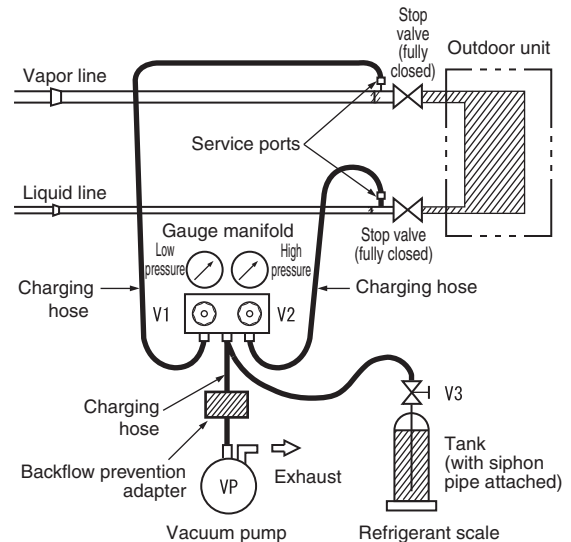 Stop
valve
(fully
closed)
Outdoor unit
Vapor line
Service ports
Liquid line
Gauge manifold
Low
pressure
High
pressure
Stop valve
(fully closed)
Charging
hose
V1
V2
Charging hose
Charging
hose
V3
Backflow prevention
adapter
VP
Exhaust
Tank
(with siphon
pipe attached)
Vacuum pump
Refrigerant scale